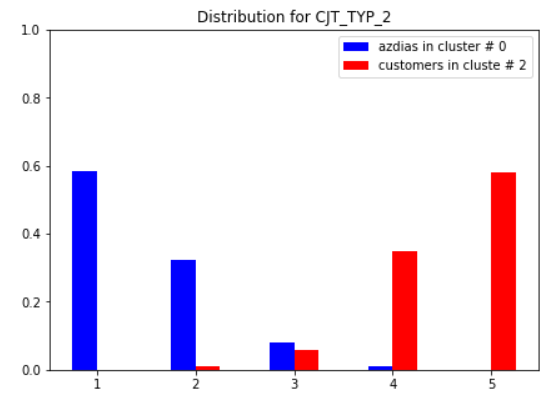 Distribution for CJT_TYP_2
1.0
azdias in cluster # 0
customers in cluste # 2
0.8
0.6
0.4
0.2
0.0
1 2 3 4 5